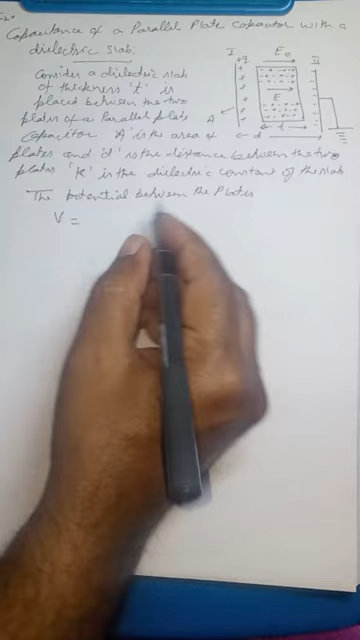 Capacitance of a Parallel Plate Capacitor with a
dielectric Slab:
Consider a dielectric slab
of thickness 't' is
placed between the two
plates of a Parallel plate
Capacitor 'A' is the area of
plates and 'd' is the distance between the two
plates 'K' is the dielectric constant of the slab
The potential between the Plates
V =
I
+q
E₀
II
E
A
t
d